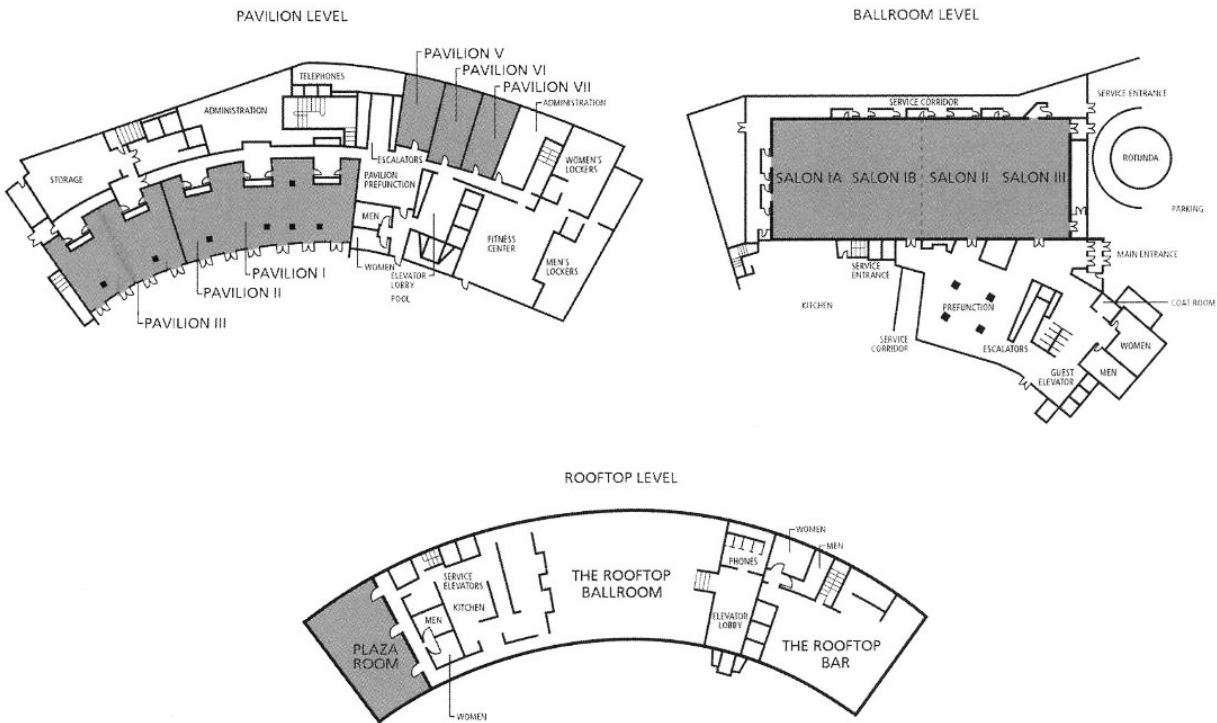 PAVILION LEVEL
PAVILION V
PAVILION VI
PAVILION VII
TELEPHONES
ADMINISTRATION
ADMINISTRATION
ESCALATORS
WOMEN'S
LOCKERS
STORAGE
PAVILION
PREFUNCTION
MEN
FITNESS
CENTER
MEN'S
LOCKERS
WOMEN
ELEVATOR
LOBBY
POOL
PAVILION I
PAVILION II
PAVILION III
BALLROOM LEVEL
SERVICE CORRIDOR
SERVICE ENTRANCE
ROTUNDA
SALON IA
SALON IB
SALON II
SALON III
PARKING
MAIN ENTRANCE
SERVICE
ENTRANCE
KITCHEN
PREFUNCTION
COAT ROOM
SERVICE
CORRIDOR
ESCALATORS
WOMEN
GUEST
ELEVATOR
MEN
ROOFTOP LEVEL
WOMEN
MEN
PHONES
SERVICE
ELEVATORS
KITCHEN
THE ROOFTOP
BALLROOM
MEN
ELEVATOR
LOBBY
PLAZA
ROOM
THE ROOFTOP
BAR
WOMEN